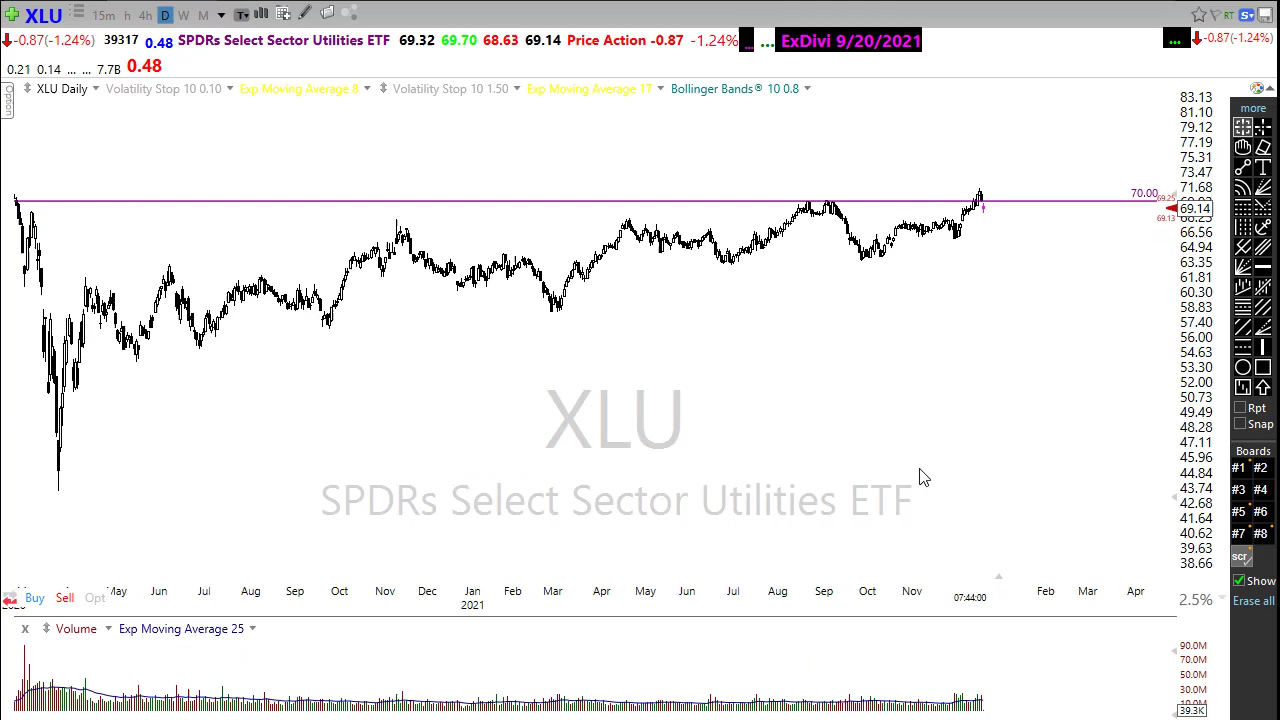 XLU 15m h 4h D W M T RT S
-0.87(-1.24%) 39317 0.48 SPDRs Select Sector Utilities ETF 69.32 69.70 68.63 69.14 Price Action -0.87 -1.24% ... ... ExDivi 9/20/2021 ... -0.87(-1.24%)
0.21 0.14 ... ... 7.7B 0.48
Option
XLU Daily Volatility Stop 10 0.10 Exp Moving Average 8 Volatility Stop 10 1.50 Exp Moving Average 17 Bollinger Bands® 10 0.8
83.13
81.10
79.12
77.19
75.31
73.47
71.68
70.00
69.25
69.14
69.13
66.56
64.94
63.35
61.81
60.30
58.83
57.40
56.00
54.63
53.30
52.00
50.73
49.49
48.28
47.11
45.96
44.84
43.74
42.68
41.64
40.62
39.63
38.66
XLU
SPDRs Select Sector Utilities ETF
more
T
Rpt
Snap
Boards
#1 #2
#3 #4
#5 #6
#7 #8
scr
Show
Erase all
May Jun Jul Aug Sep Oct Nov Dec Jan Feb Mar Apr May Jun Jul Aug Sep Oct Nov 07:44:00 Feb Mar Apr
2021
Buy Sell Opt
2.5%
X Volume Exp Moving Average 25
90.0M
70.0M
50.0M
30.0M
39.3K